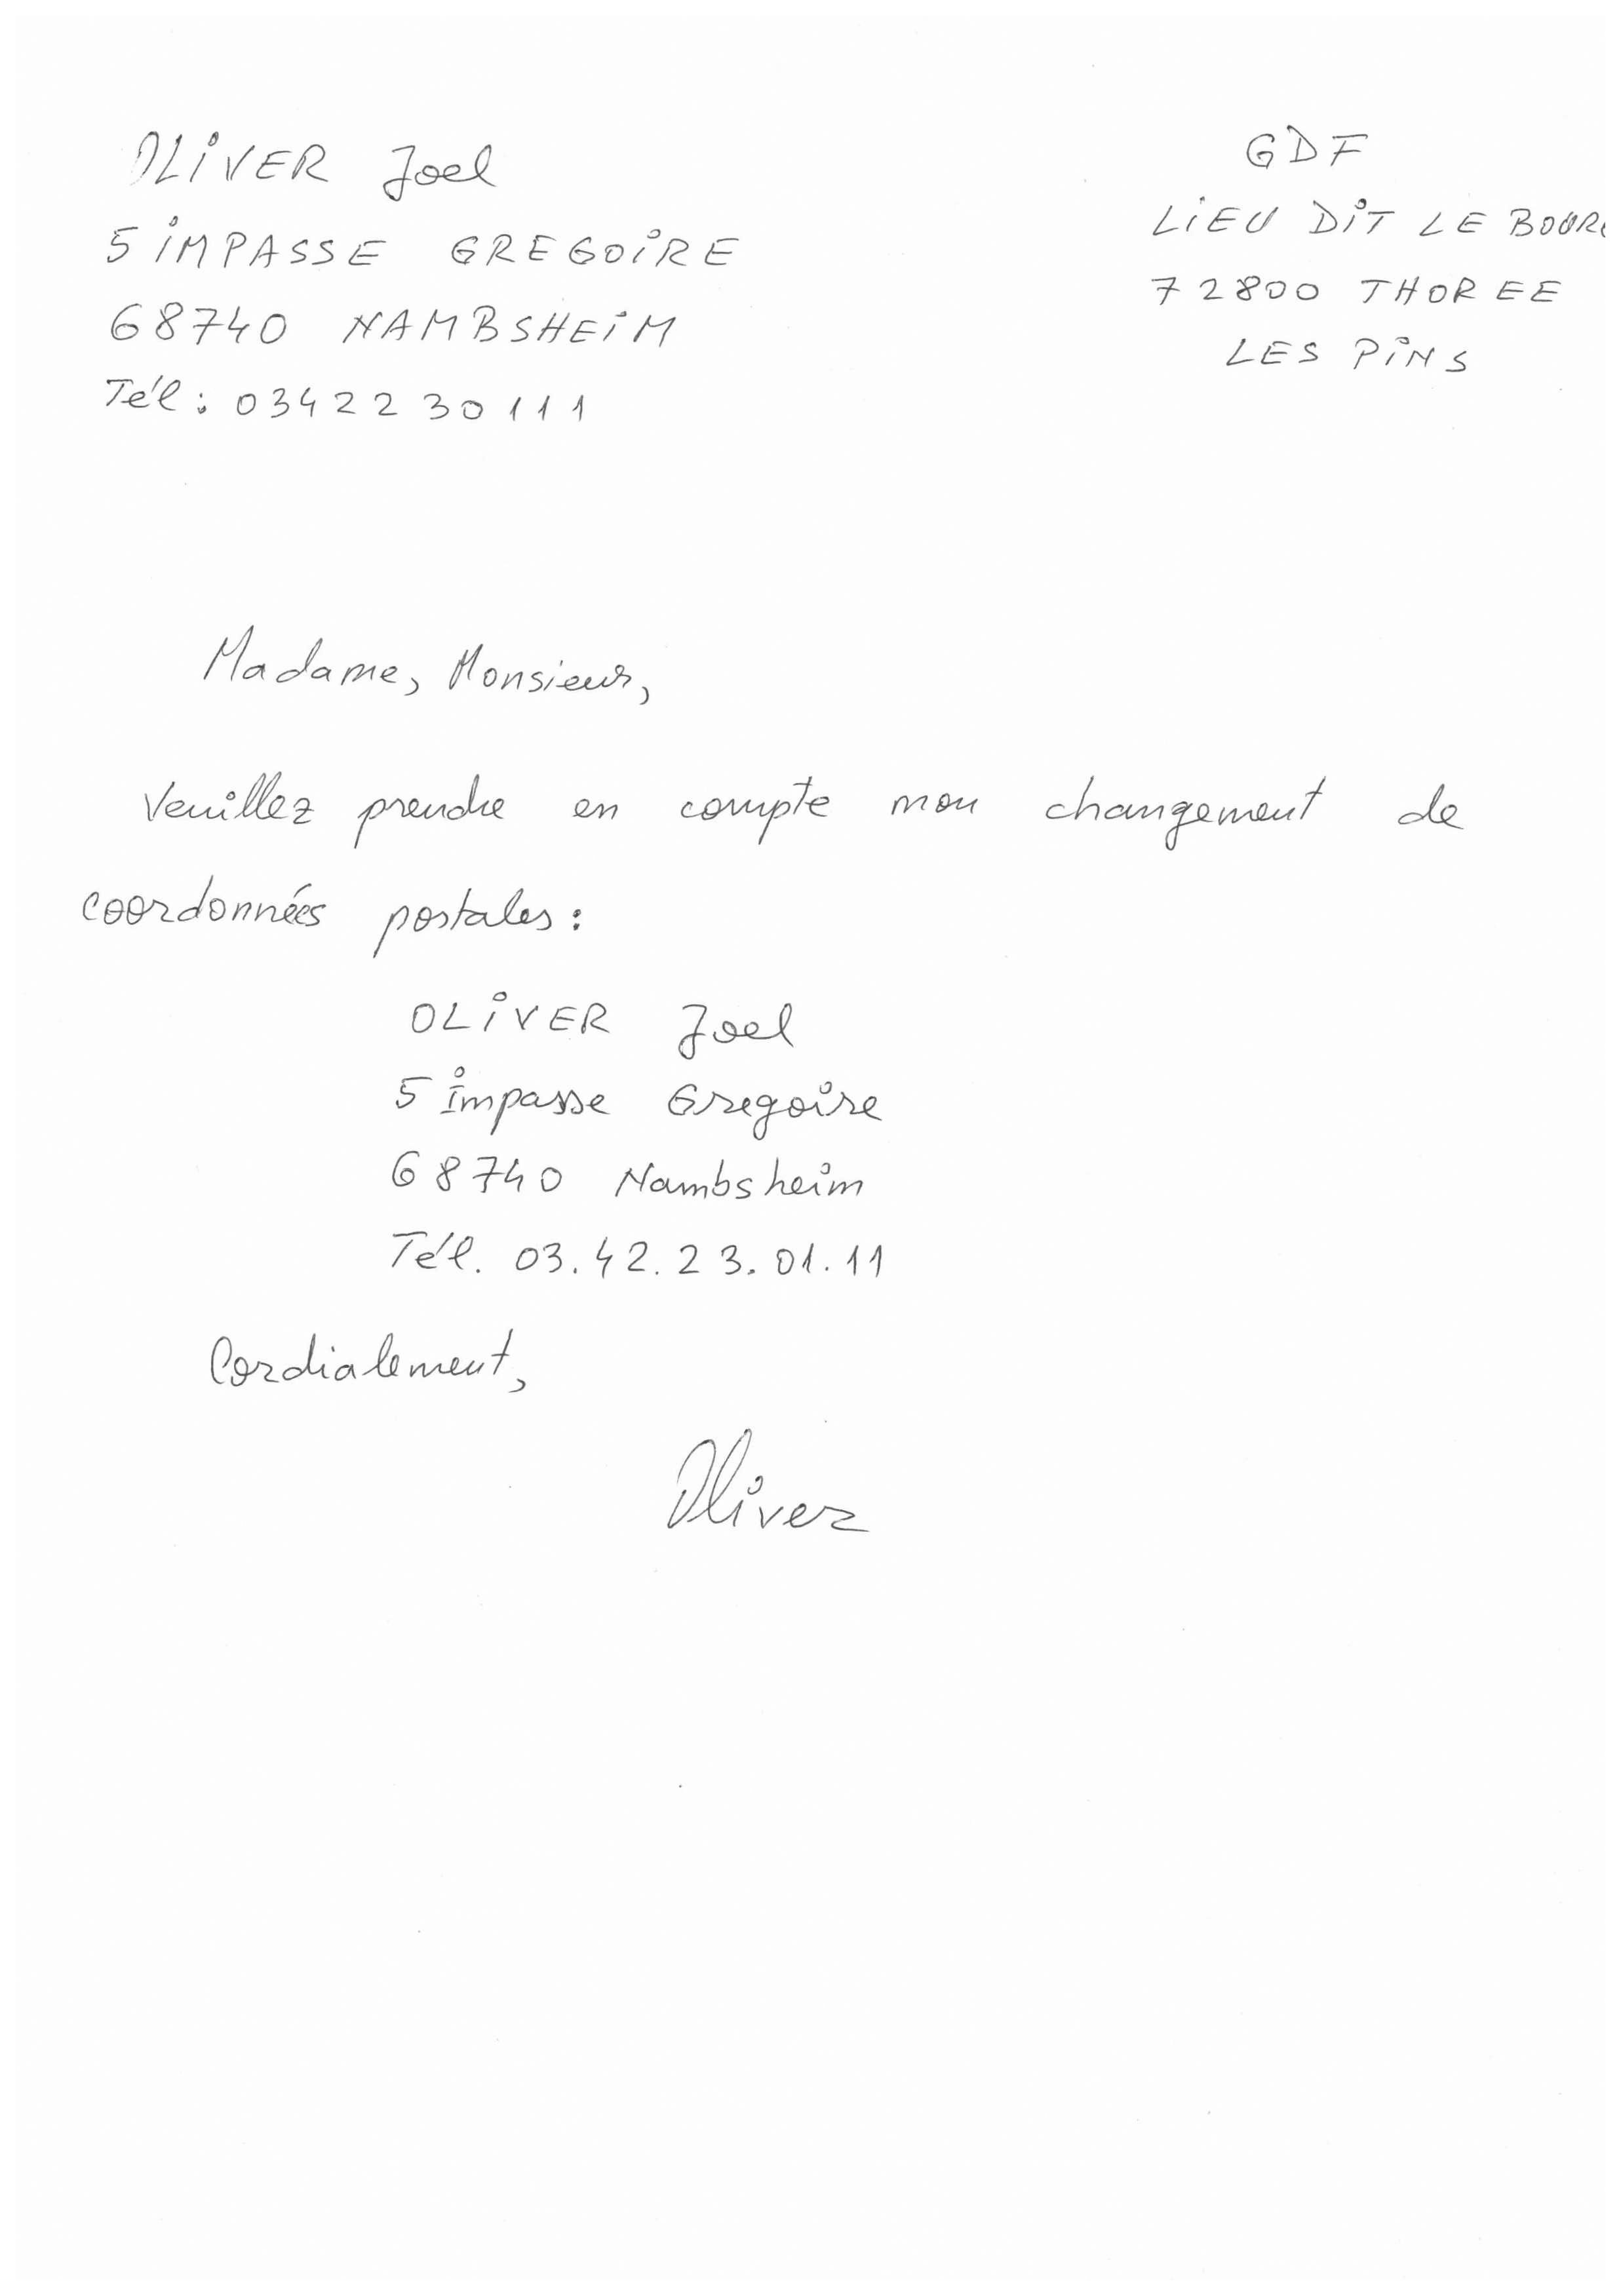 OLIVER Joel
5 IMPASSE GREGOIRE
68740 NAMBSHEIM
Tél : 0342230111
GDF
LIEU DIT LE
72800 THOREE
LES PINS
Madame, Monsieur,
Veuillez prendre en compte mon changement de
coordonnées postales :
OLIVER Joel
5 Impasse Gregoire
68740 Nambsheim
Tél. 03.42.23.01.11
Cordialement,
Oliver